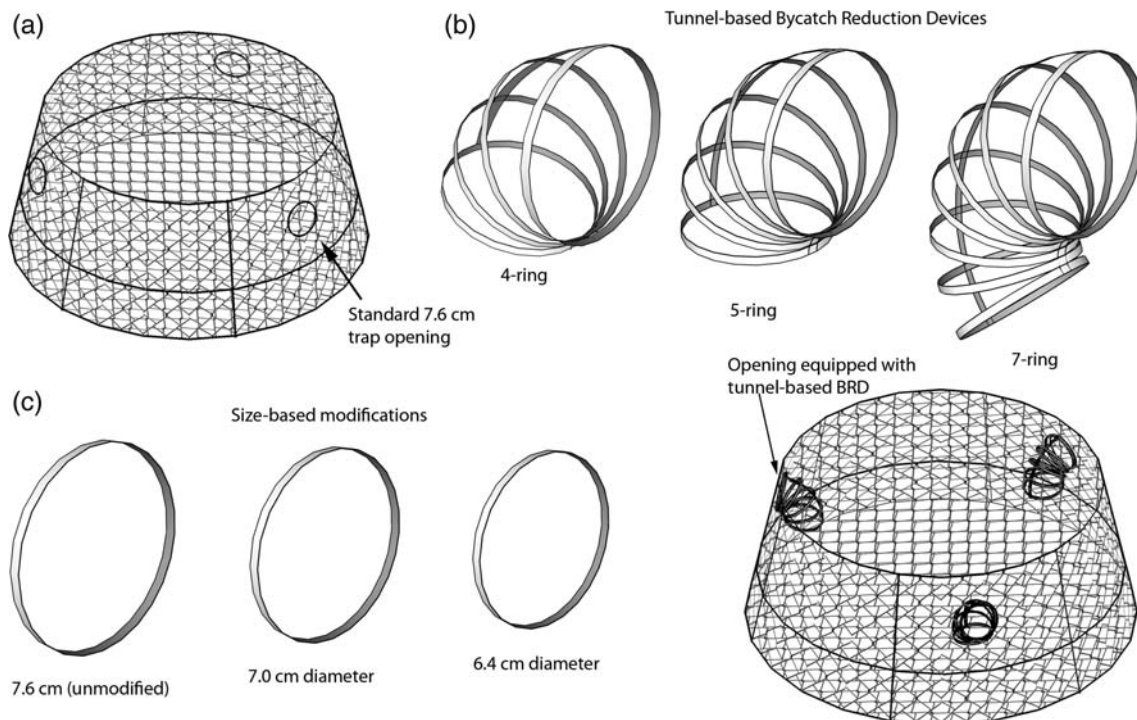 (a)
Standard 7.6 cm
trap opening
(b)
Tunnel-based Bycatch Reduction Devices
4-ring
5-ring
7-ring
Opening equipped with
tunnel-based BRD
(c)
Size-based modifications
7.6 cm (unmodified)
7.0 cm diameter
6.4 cm diameter